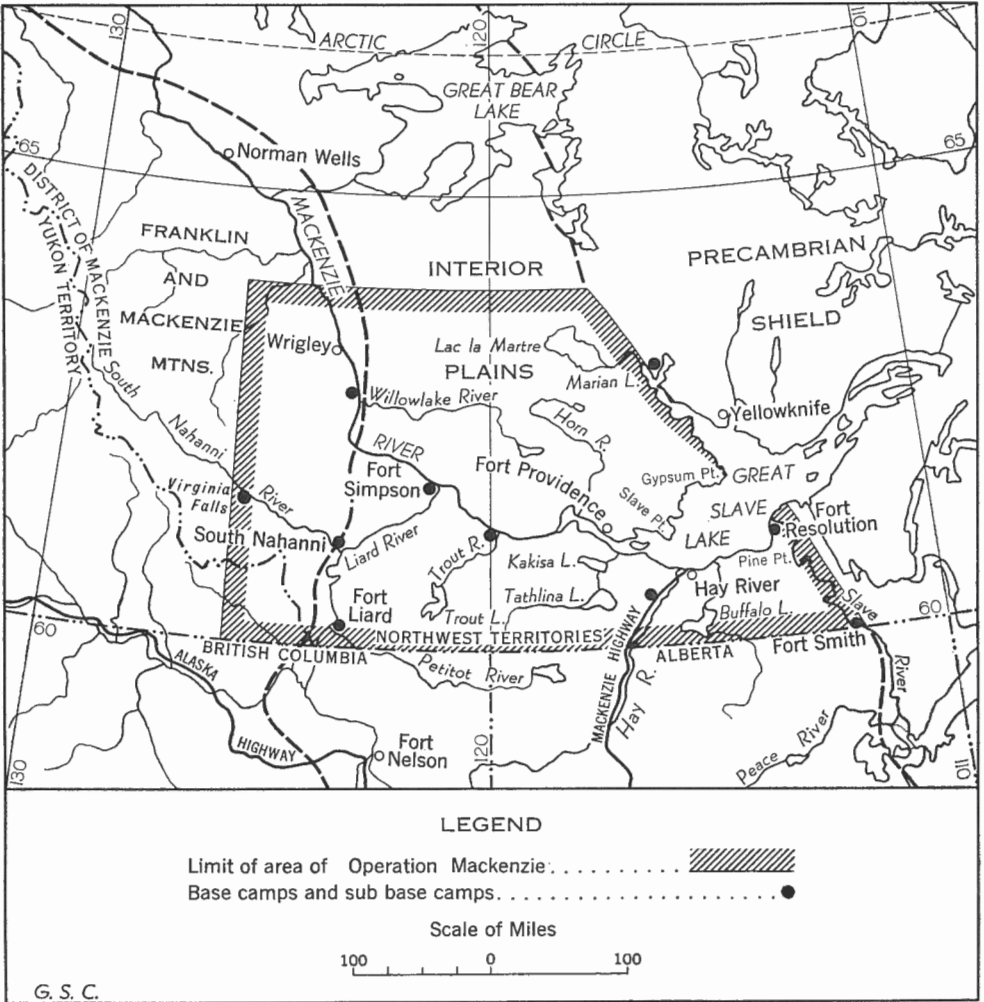 130
120
110
ARCTIC CIRCLE
GREAT BEAR
LAKE
65
Norman Wells
65
DISTRICT OF MACKENZIE
YUKON TERRITORY
FRANKLIN
AND
MACKENZIE
MTNS.
MACKENZIE
INTERIOR
PRECAMBRIAN
SHIELD
Wrigley
Lac la Martre
PLAINS
Marian L.
Willowlake River
Yellowknife
South
Nahanni
River
Horn R.
RIVER
Fort
Simpson
Fort Providence
Gypsum Pt.
GREAT
SLAVE
LAKE
Slave Pt.
Virginia
Falls
South Nahanni
Liard River
Trout R.
Kakisa L.
Fort
Resolution
Pine Pt.
Tathlina L.
Hay River
Fort
Liard
Trout L.
Buffalo L.
Slave
River
60
60
NORTHWEST TERRITORIES
Fort Smith
BRITISH COLUMBIA
ALBERTA
Petitot River
ALASKA
HIGHWAY
MACKENZIE HIGHWAY
Hay R.
Fort
Nelson
Peace River
130
120
110
LEGEND
Limit of area of Operation Mackenzie..........
Base camps and sub base camps....................
Scale of Miles
100 0 100
G. S. C.